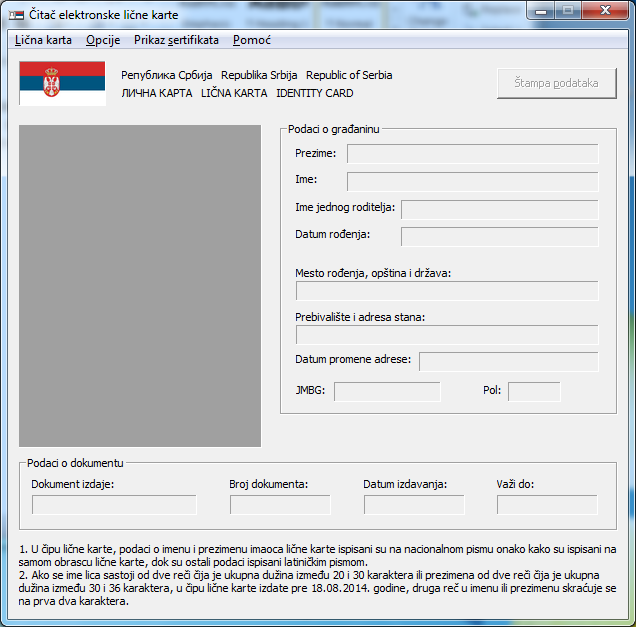 Čitač elektronske lične karte
Lična karta Opcije Prikaz sertifikata Pomoć
Република Србија Republika Srbija Republic of Serbia
ЛИЧНА КАРТА LIČNA KARTA IDENTITY CARD
Štampa podataka
Podaci o građaninu
Prezime:
Ime:
Ime jednog roditelja:
Datum rođenja:
Mesto rođenja, opština i država:
Prebivalište i adresa stana:
Datum promene adrese:
JMBG: Pol:
Podaci o dokumentu
Dokument izdaje: Broj dokumenta: Datum izdavanja: Važi do:
1. U čipu lične karte, podaci o imenu i prezimenu imaoca lične karte ispisani su na nacionalnom pismu onako kako su ispisani na
samom obrascu lične karte, dok su ostali podaci ispisani latiničkim pismom.
2. Ako se ime lica sastoji od dve reči čija je ukupna dužina između 20 i 30 karaktera ili prezimena od dve reči čija je ukupna
dužina između 30 i 36 karaktera, u čipu lične karte izdate pre 18.08.2014. godine, druga reč u imenu ili prezimenu skraćuje se
na prva dva karaktera.